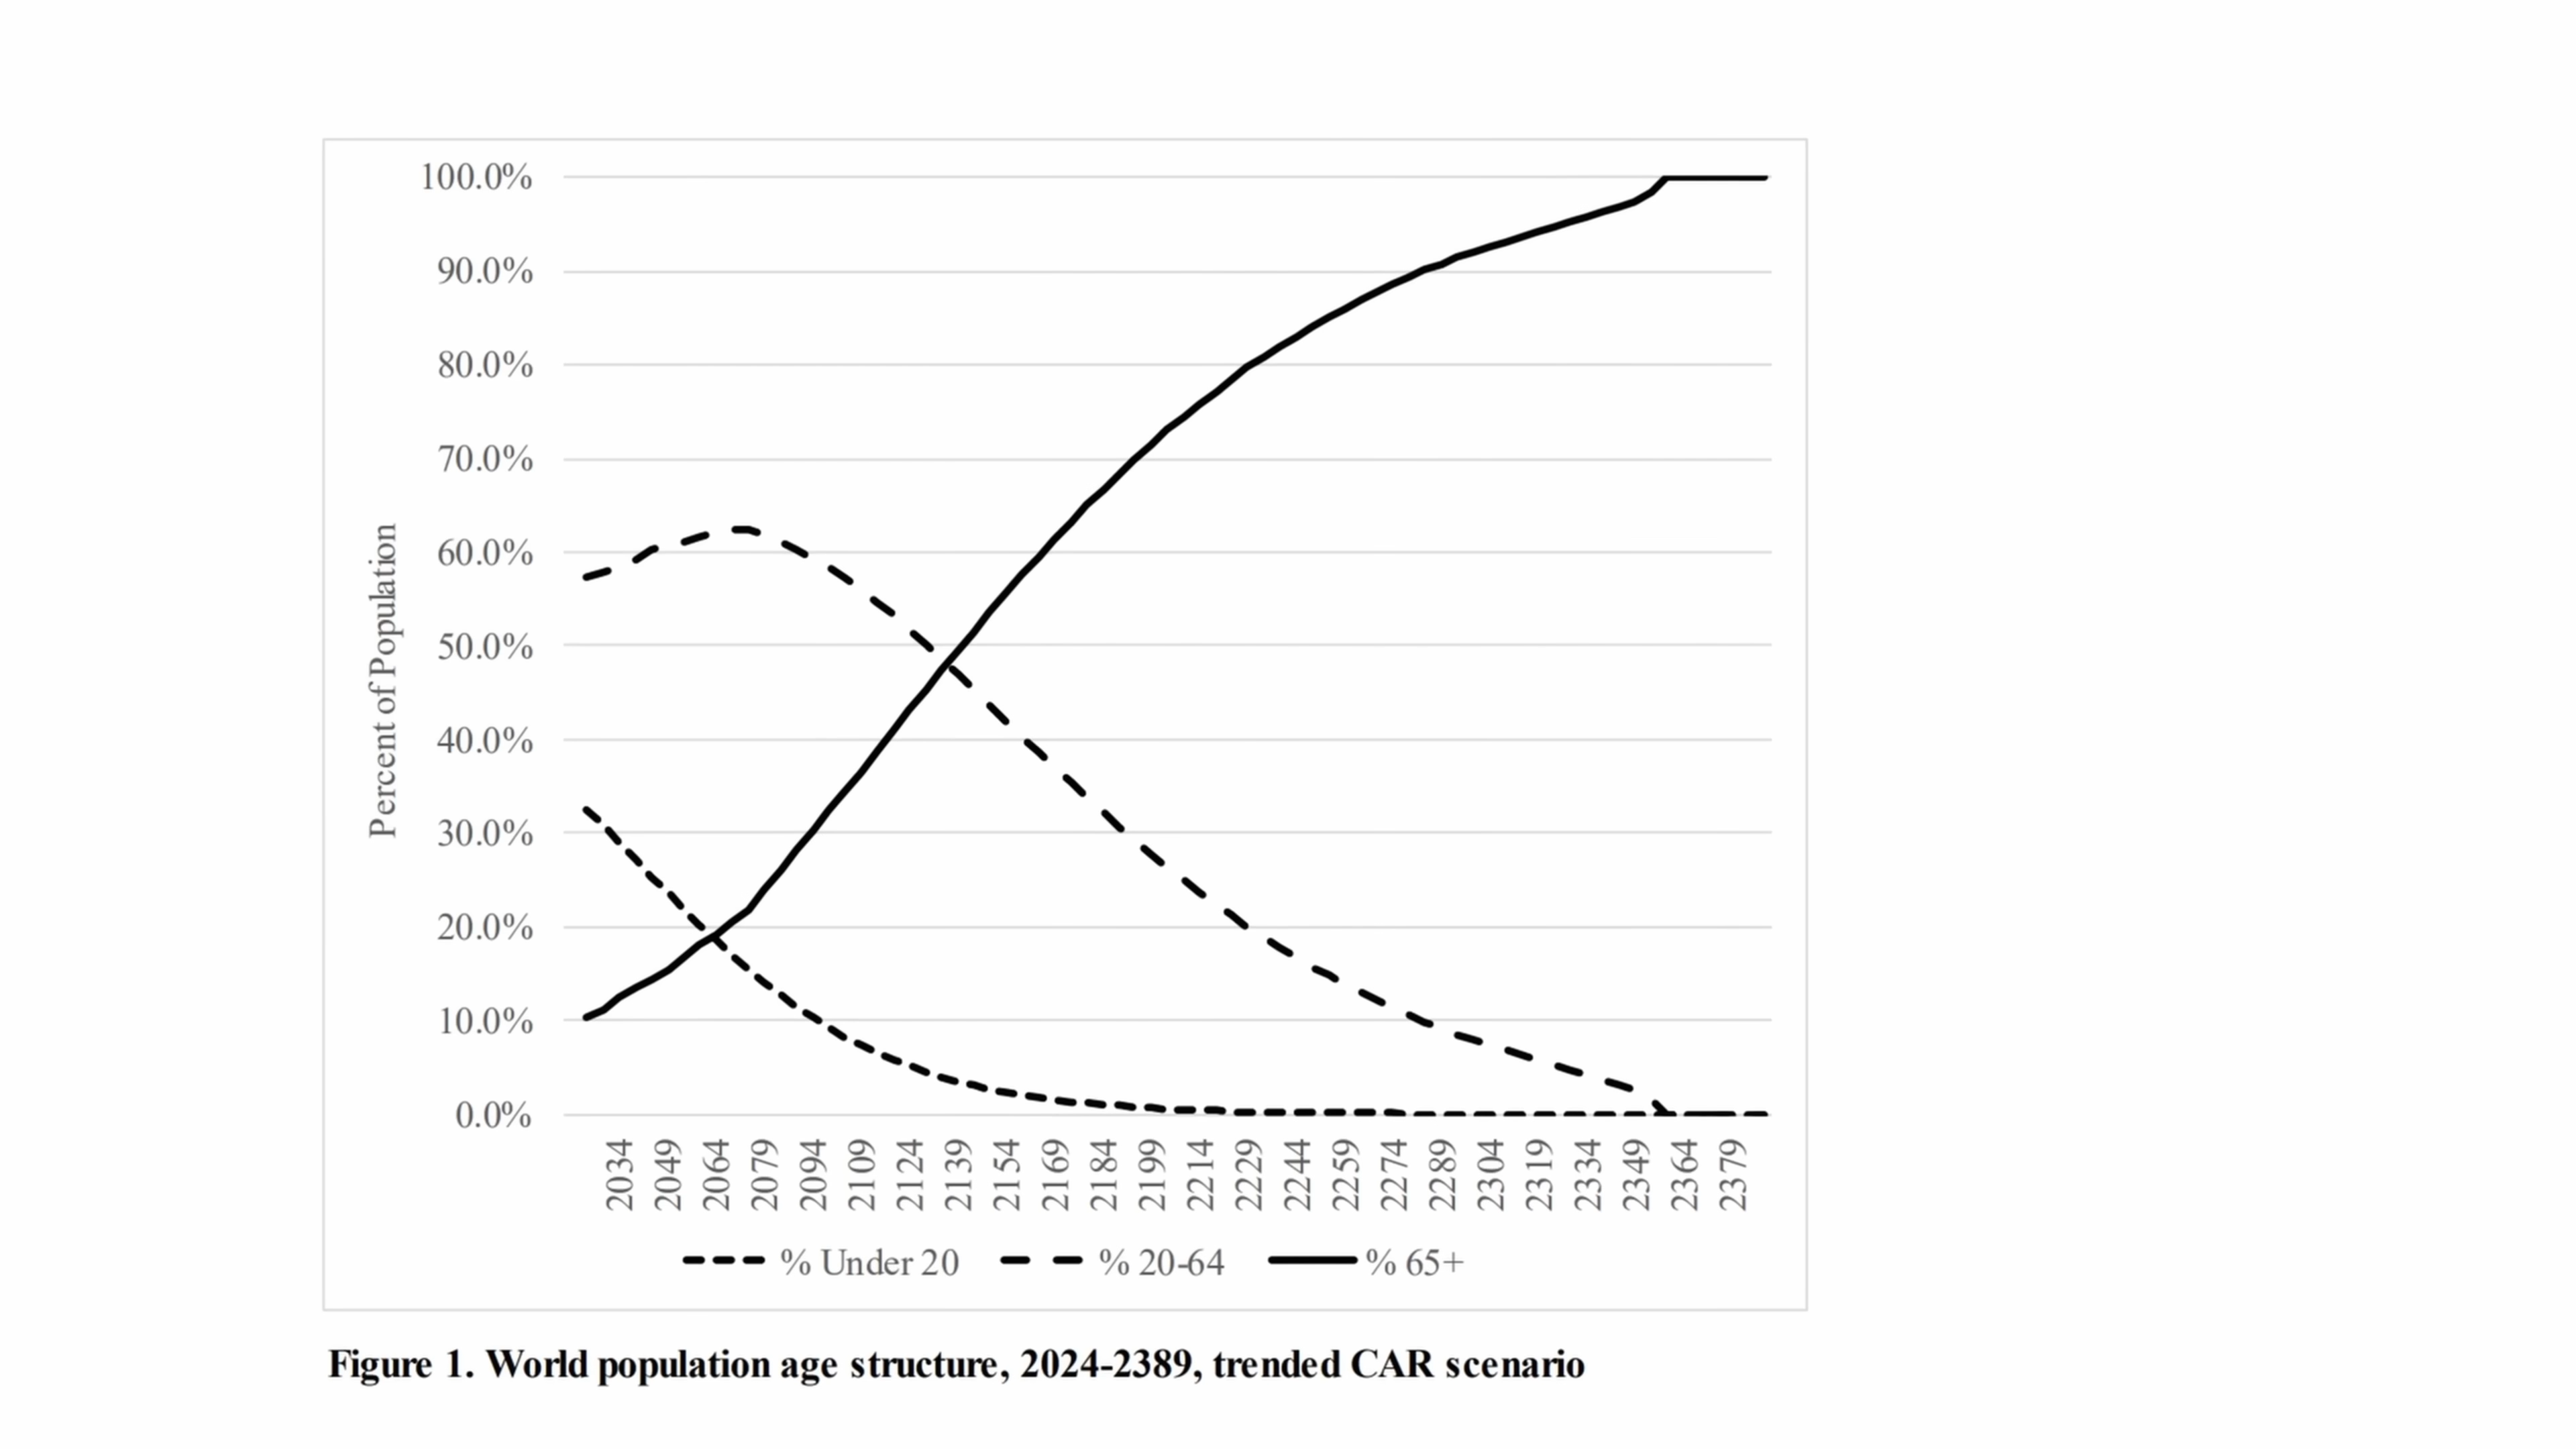 100.0%
90.0%
80.0%
70.0%
60.0%
50.0%
40.0%
30.0%
20.0%
10.0%
0.0%
Percent of Population
2034 2049 2064 2079 2094 2109 2124 2139 2154 2169 2184 2199 2214 2229 2244 2259 2274 2289 2304 2319 2334 2349 2364 2379
% Under 20 % 20-64 % 65+
Figure 1. World population age structure, 2024-2389, trended CAR scenario